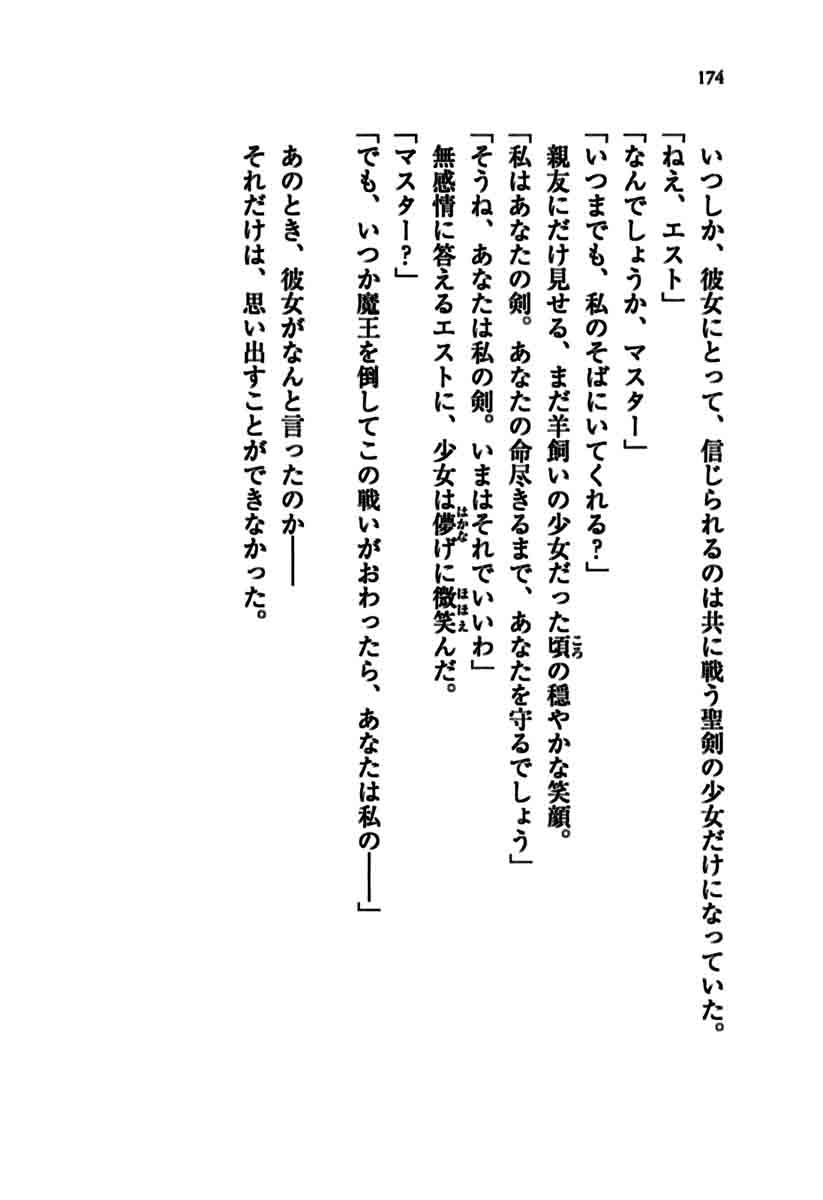 174
いつしか、彼女にとって、信じられるのは共に戦う聖剣の少女だけになっていた。
「ねえ、エスト」
「なんでしょうか、マスター」
「いつまでも、私のそばにいてくれる?」
親友にだけ見せる、まだ羊飼いの少女だった頃の穏やかな笑顔。
「私はあなたの剣。あなたの命尽きるまで、あなたを守るでしょう」
「そうね、あなたは私の剣。いまはそれでいいわ」
無感情に答えるエストに、少女は儚げに微笑んだ。
「マスター?」
「でも、いつか魔王を倒してこの戦いがおわったら、あなたは私の――」
あのとき、彼女がなんと言ったのか――
それだけは、思い出すことができなかった。